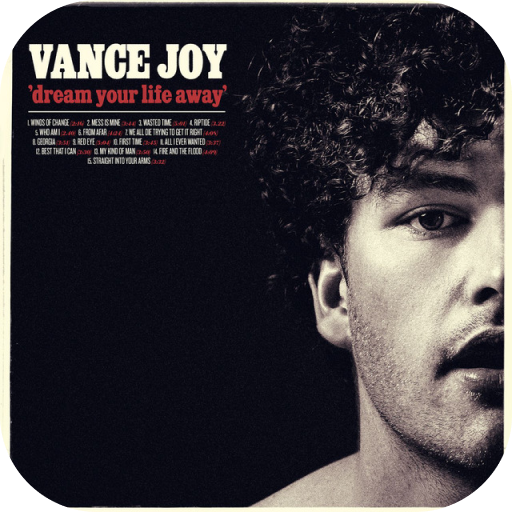 VANCE JOY
'dream your life away'
1. WINDS OF CHANGE 2. MESS IS MINE 3. WASTED TIME 4. RIPTIDE
5. WHO AM I 6. FROM AFAR 7. WE ALL DIE TRYING TO GET IT RIGHT
8. GEORGIA 9. RED EYE 10. FIRST TIME 11. ALL I EVER WANTED
12. BEST THAT I CAN 13. MY KIND OF MAN 14. FIRE AND THE FLOOD
15. STRAIGHT INTO YOUR ARMS